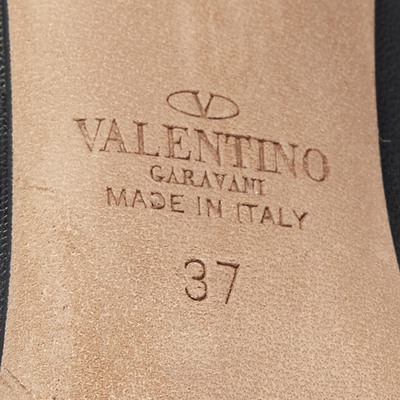 V
VALENTINO
GARAVANI
MADE IN ITALY
37